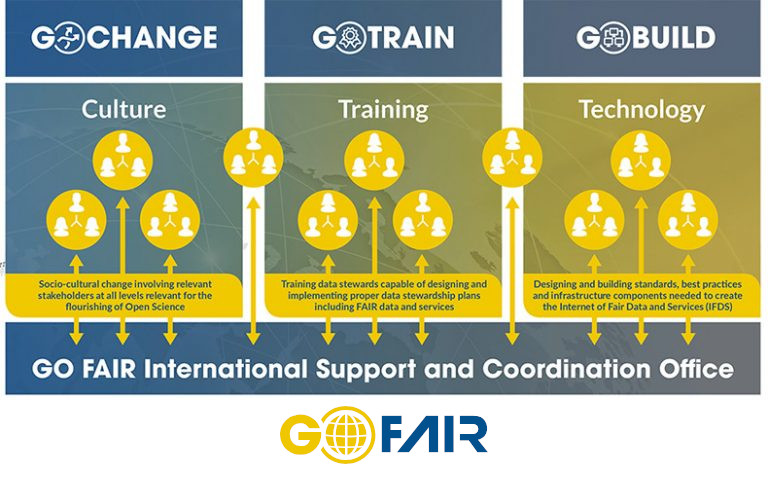 GO CHANGE
GO TRAIN
GO BUILD
Culture
Training
Technology
Socio-cultural change involving relevant
stakeholders at all levels relevant for the
flourishing of Open Science
Training data stewards capable of designing and
implementing proper data stewardship plans
including FAIR data and services
Designing and building standards, best practices
and infrastructure components needed to create
the Internet of Fair Data and Services (IFDS)
GO FAIR International Support and Coordination Office
GO FAIR